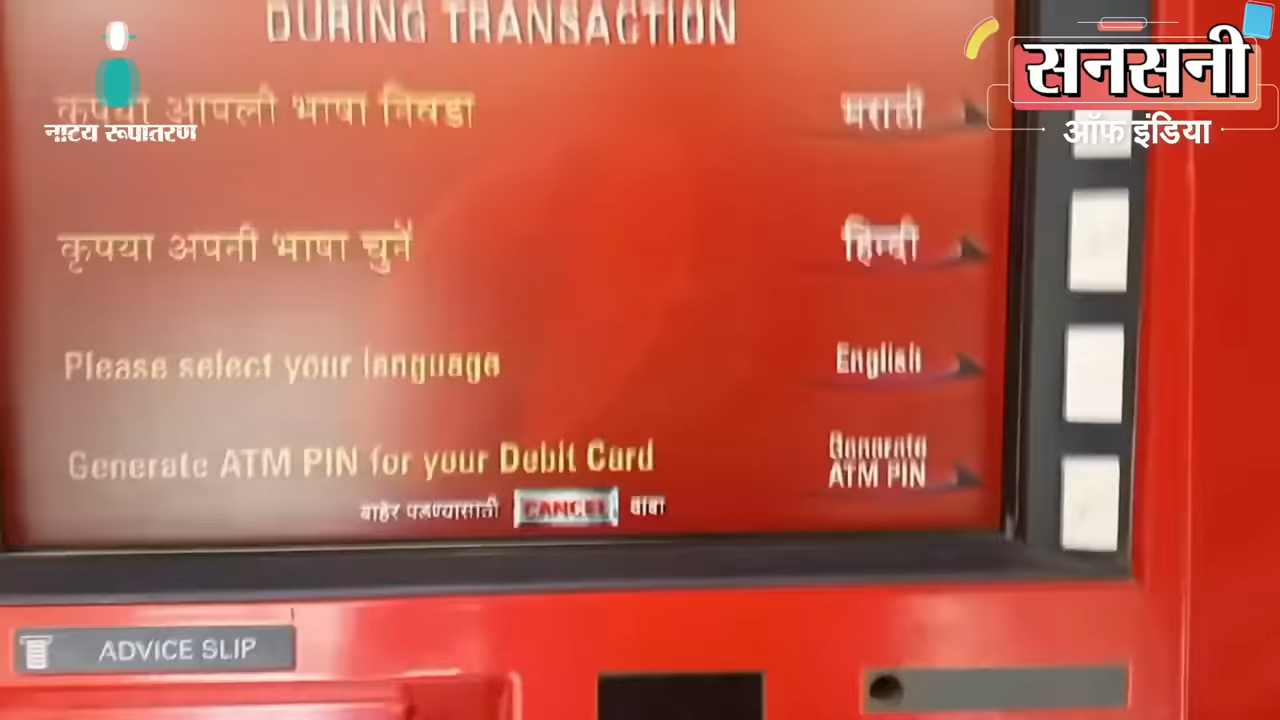 DURING TRANSACTION
सनसनी
ऑफ इंडिया
कृपया आपली भाषा निवडा
मराठी
नाट्य रूपांतरण
कृपया अपनी भाषा चुनें
हिन्दी
Please select your language
English
Generate ATM PIN for your Debit Card
Generate
ATM PIN
बाहेर पडण्यासाठी CANCEL दाबा
ADVICE SLIP